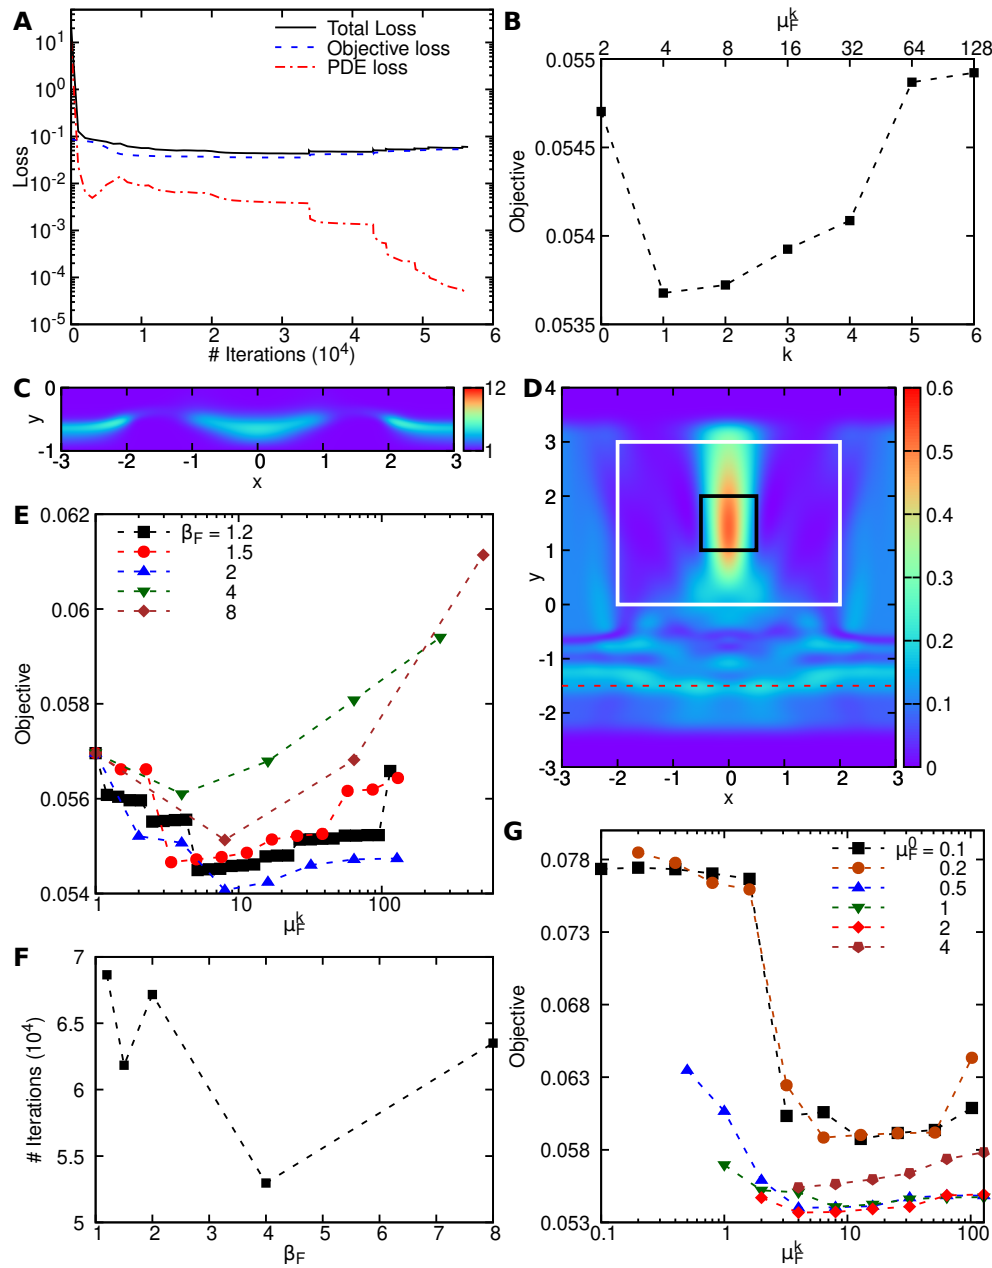 A
Loss
10^1
10^0
10^-1
10^-2
10^-3
10^-4
10^-5
Total Loss
Objective loss
PDE loss
0 1 2 3 4 5 6
# Iterations (10^4)
B
μ_F^k
2 4 8 16 32 64 128
Objective
0.055
0.0545
0.054
0.0535
0 1 2 3 4 5 6
k
C
y
0
-1
-3 -2 -1 0 1 2 3
x
12
1
D
y
4
3
2
1
0
-1
-2
-3
-3 -2 -1 0 1 2 3
x
0.6
0.5
0.4
0.3
0.2
0.1
0
E
Objective
0.062
0.06
0.058
0.056
0.054
β_F = 1.2
1.5
2
4
8
1 10 100
μ_F^k
F
# Iterations (10^4)
7
6.5
6
5.5
5
1 2 3 4 5 6 7 8
β_F
G
Objective
0.078
0.073
0.068
0.063
0.058
0.053
μ_F^0 = 0.1
0.2
0.5
1
2
4
0.1 1 10 100
μ_F^k